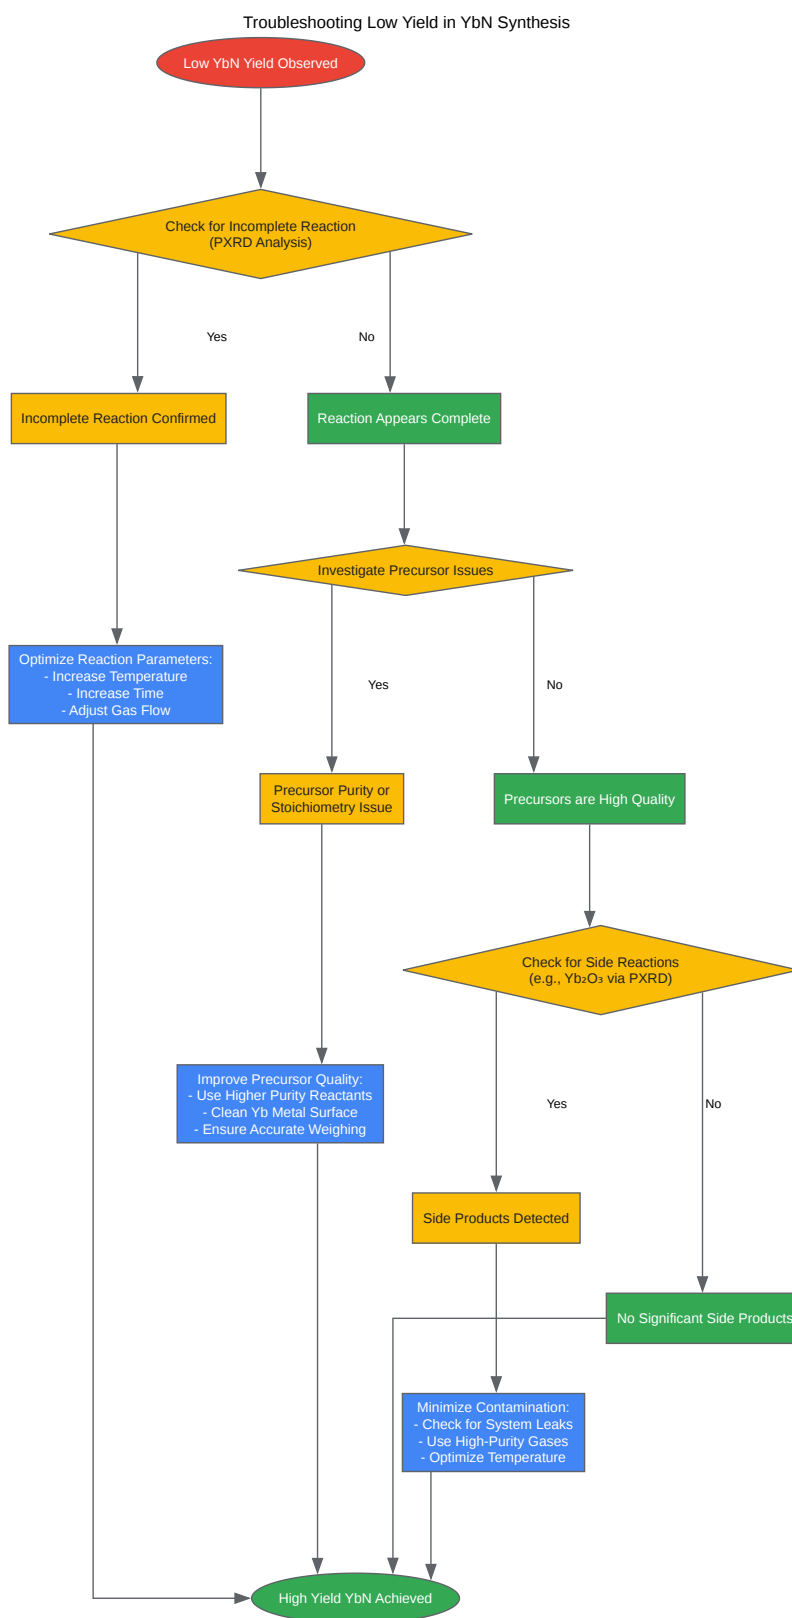 Troubleshooting Low Yield in YbN Synthesis
Low YbN Yield Observed
Check for Incomplete Reaction
(PXRD Analysis)
Yes
No
Incomplete Reaction Confirmed
Reaction Appears Complete
Investigate Precursor Issues
Optimize Reaction Parameters:
- Increase Temperature
- Increase Time
- Adjust Gas Flow
Yes
No
Precursor Purity or
Stoichiometry Issue
Precursors are High Quality
Check for Side Reactions
(e.g., Yb₂O₃ via PXRD)
Improve Precursor Quality:
- Use Higher Purity Reactants
- Clean Yb Metal Surface
- Ensure Accurate Weighing
Yes
No
Side Products Detected
No Significant Side Products
Minimize Contamination:
- Check for System Leaks
- Use High-Purity Gases
- Optimize Temperature
High Yield YbN Achieved